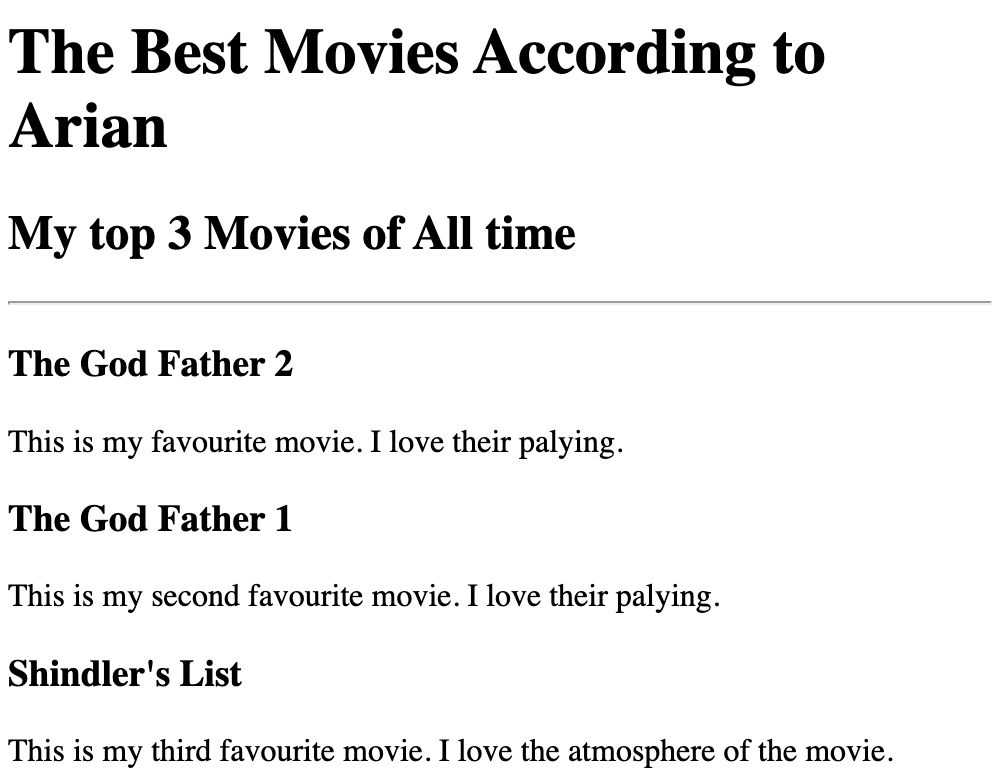 The Best Movies According to
Arian
My top 3 Movies of All time
The God Father 2
This is my favourite movie. I love their palying.
The God Father 1
This is my second favourite movie. I love their palying.
Shindler's List
This is my third favourite movie. I love the atmosphere of the movie.